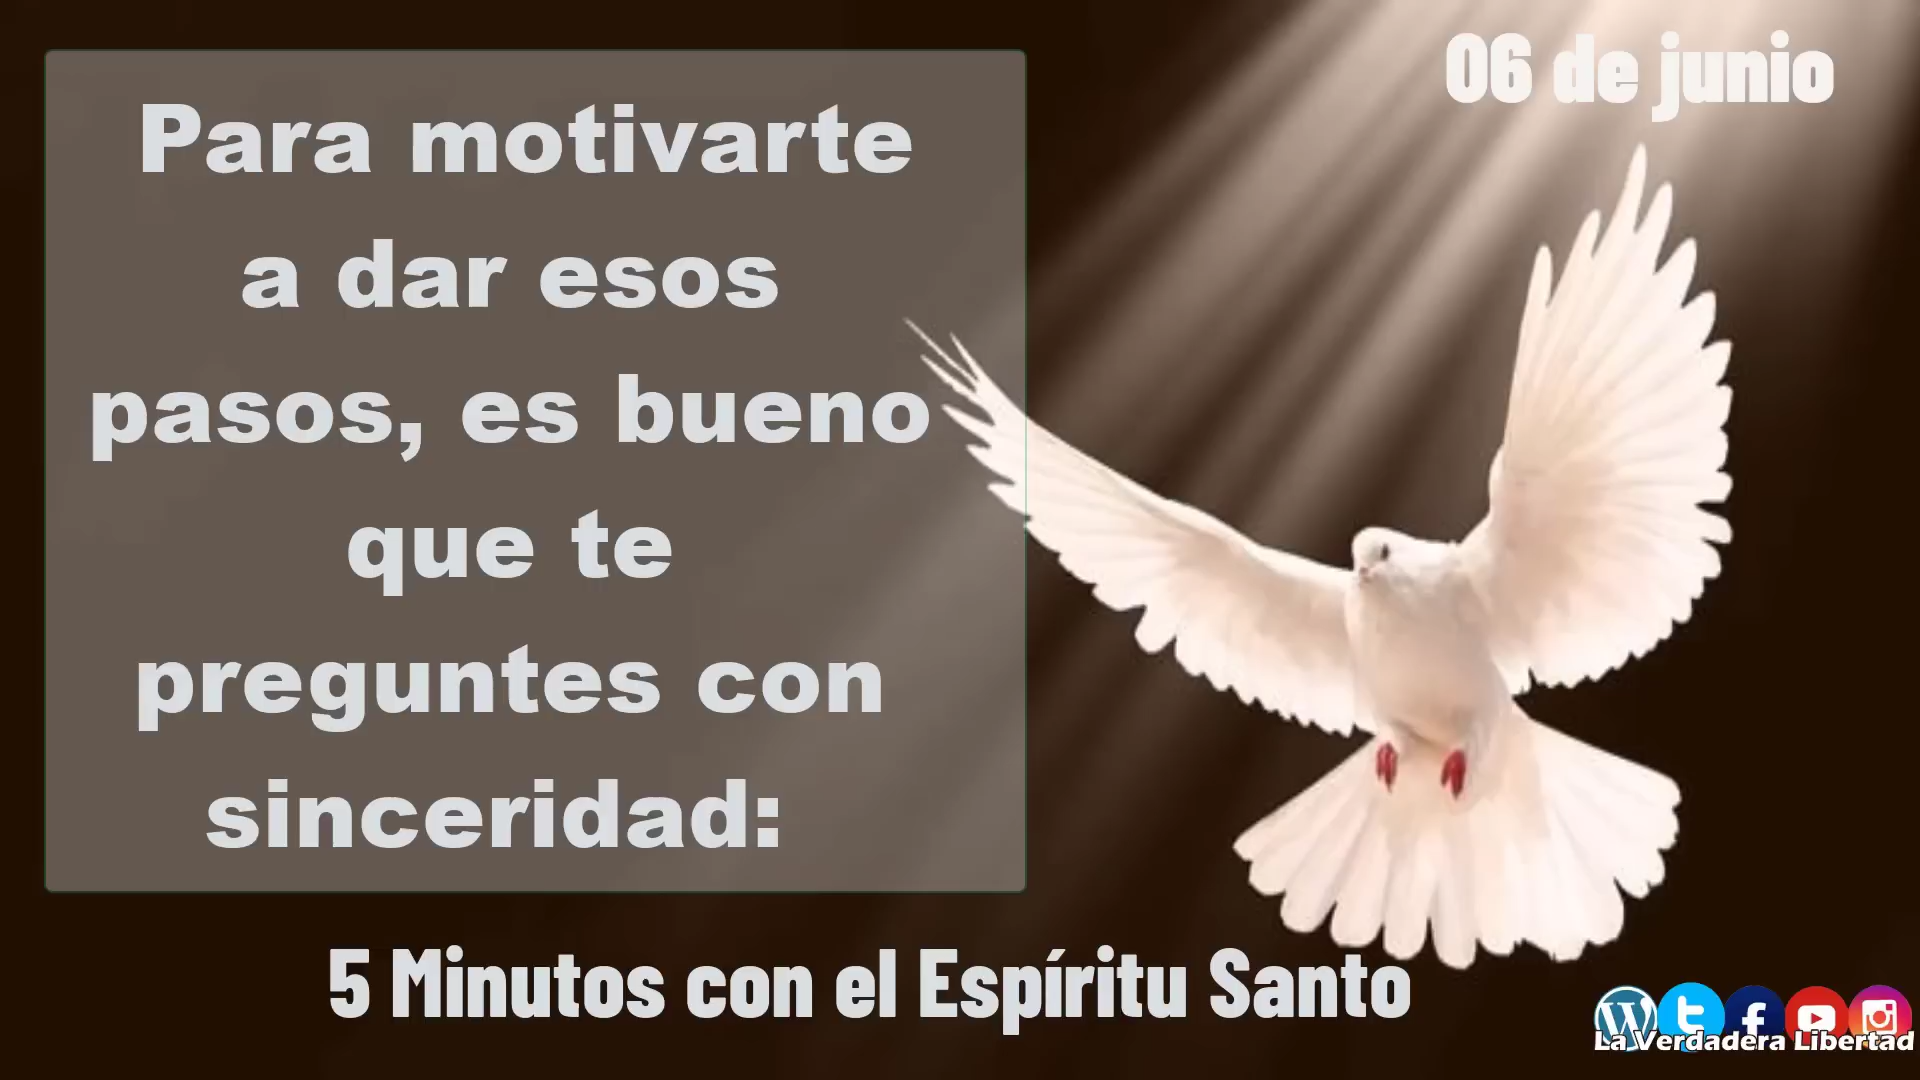 06 de junio
Para motivarte
a dar esos
pasos, es bueno
que te
preguntes con
sinceridad:
5 Minutos con el Espíritu Santo
La Verdadera Libertad